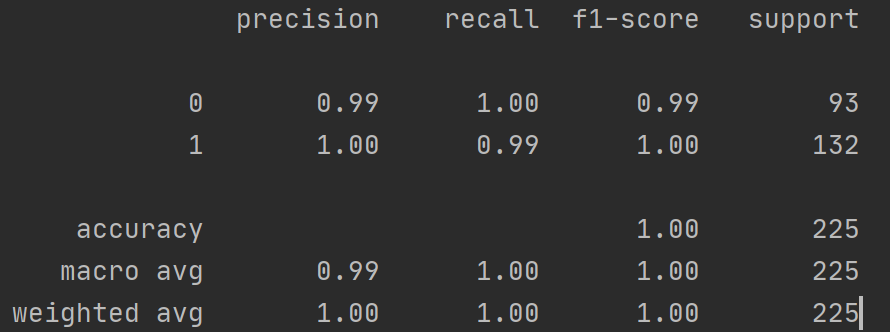 precision recall f1-score support
0 0.99 1.00 0.99 93
1 1.00 0.99 1.00 132
accuracy 1.00 225
macro avg 0.99 1.00 1.00 225
weighted avg 1.00 1.00 1.00 225